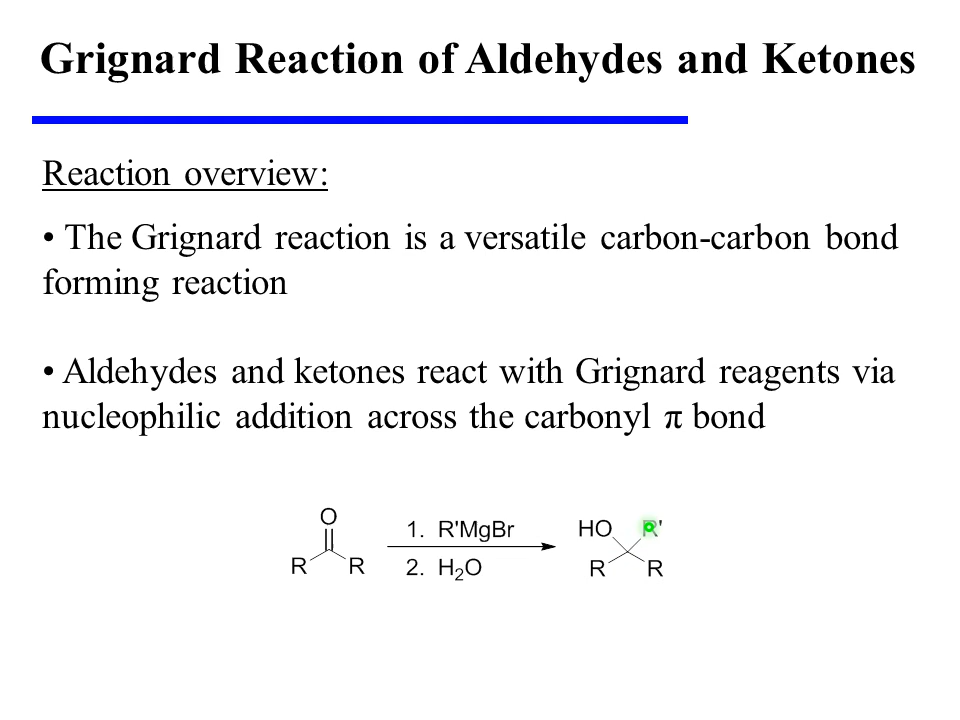 Grignard Reaction of Aldehydes and Ketones
Reaction overview:
• The Grignard reaction is a versatile carbon-carbon bond
forming reaction
• Aldehydes and ketones react with Grignard reagents via
nucleophilic addition across the carbonyl π bond
O
R R
1. R'MgBr
2. H₂O
HO R'
R R